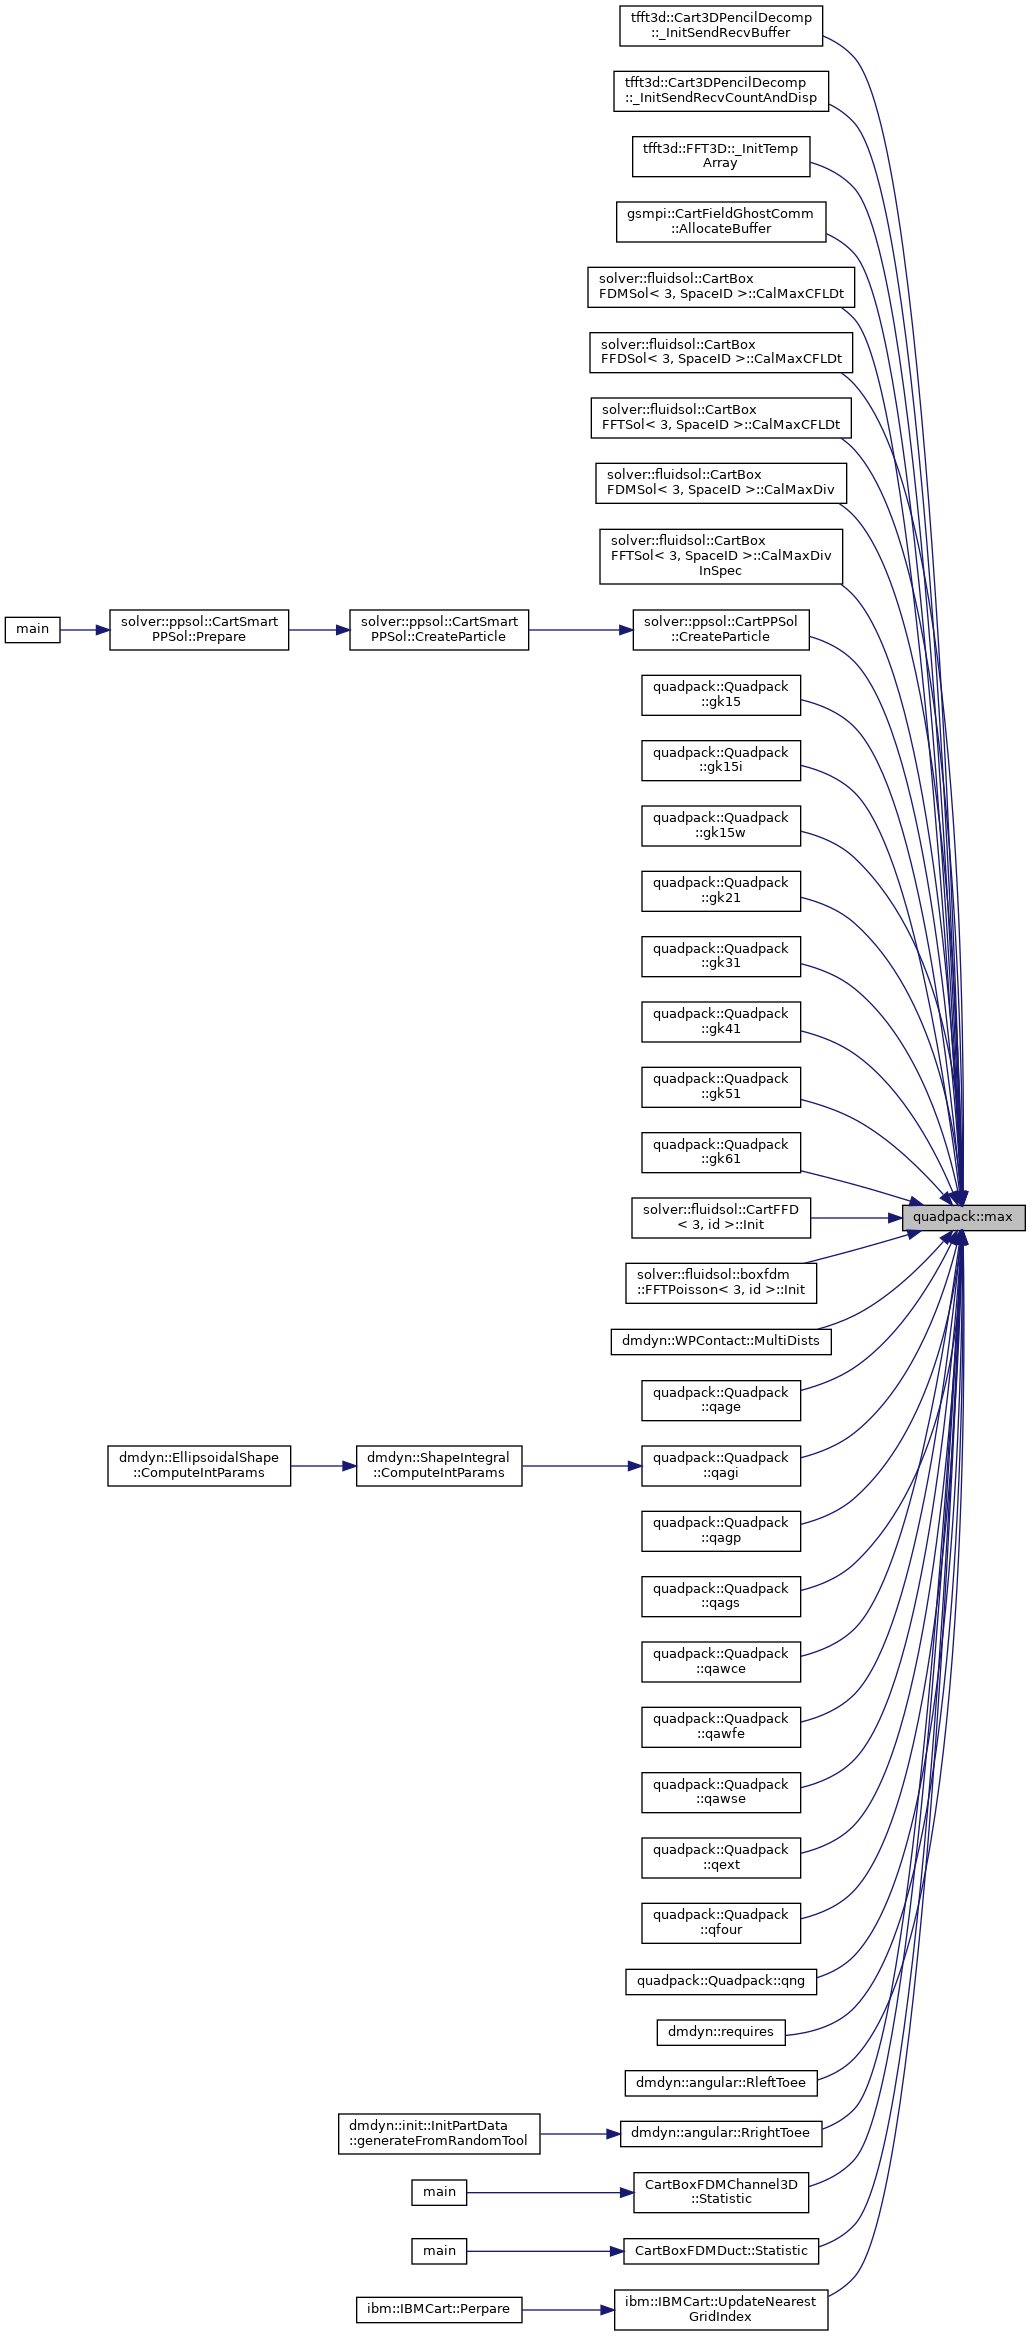 tfft3d::Cart3DPencilDecomp
::_InitSendRecvBuffer
tfft3d::Cart3DPencilDecomp
::_InitSendRecvCountAndDisp
tfft3d::FFT3D::_InitTemp
Array
gsmpi::CartFieldGhostComm
::AllocateBuffer
solver::fluidsol::CartBox
FDMSol< 3, SpaceID >::CalMaxCFLDt
solver::fluidsol::CartBox
FFDSol< 3, SpaceID >::CalMaxCFLDt
solver::fluidsol::CartBox
FFTSol< 3, SpaceID >::CalMaxCFLDt
solver::fluidsol::CartBox
FDMSol< 3, SpaceID >::CalMaxDiv
solver::fluidsol::CartBox
FFTSol< 3, SpaceID >::CalMaxDiv
InSpec
main
solver::ppsol::CartSmart
PPSol::Prepare
solver::ppsol::CartSmart
PPSol::CreateParticle
solver::ppsol::CartPPSol
::CreateParticle
quadpack::Quadpack
::gk15
quadpack::Quadpack
::gk15i
quadpack::Quadpack
::gk15w
quadpack::Quadpack
::gk21
quadpack::Quadpack
::gk31
quadpack::Quadpack
::gk41
quadpack::Quadpack
::gk51
quadpack::Quadpack
::gk61
solver::fluidsol::CartFFD
< 3, id >::Init
quadpack::max
solver::fluidsol::boxfdm
::FFTPoisson< 3, id >::Init
dmdyn::WPContact::MultiDists
quadpack::Quadpack
::qage
dmdyn::EllipsoidalShape
::ComputeIntParams
dmdyn::ShapeIntegral
::ComputeIntParams
quadpack::Quadpack
::qagi
quadpack::Quadpack
::qagp
quadpack::Quadpack
::qags
quadpack::Quadpack
::qawce
quadpack::Quadpack
::qawfe
quadpack::Quadpack
::qawse
quadpack::Quadpack
::qext
quadpack::Quadpack
::qfour
quadpack::Quadpack::qng
dmdyn::requires
dmdyn::angular::RleftToee
dmdyn::init::InitPartData
::generateFromRandomTool
dmdyn::angular::RrightToee
main
CartBoxFDMChannel3D
::Statistic
main
CartBoxFDMDuct::Statistic
ibm::IBMCart::Perpare
ibm::IBMCart::UpdateNearest
GridIndex